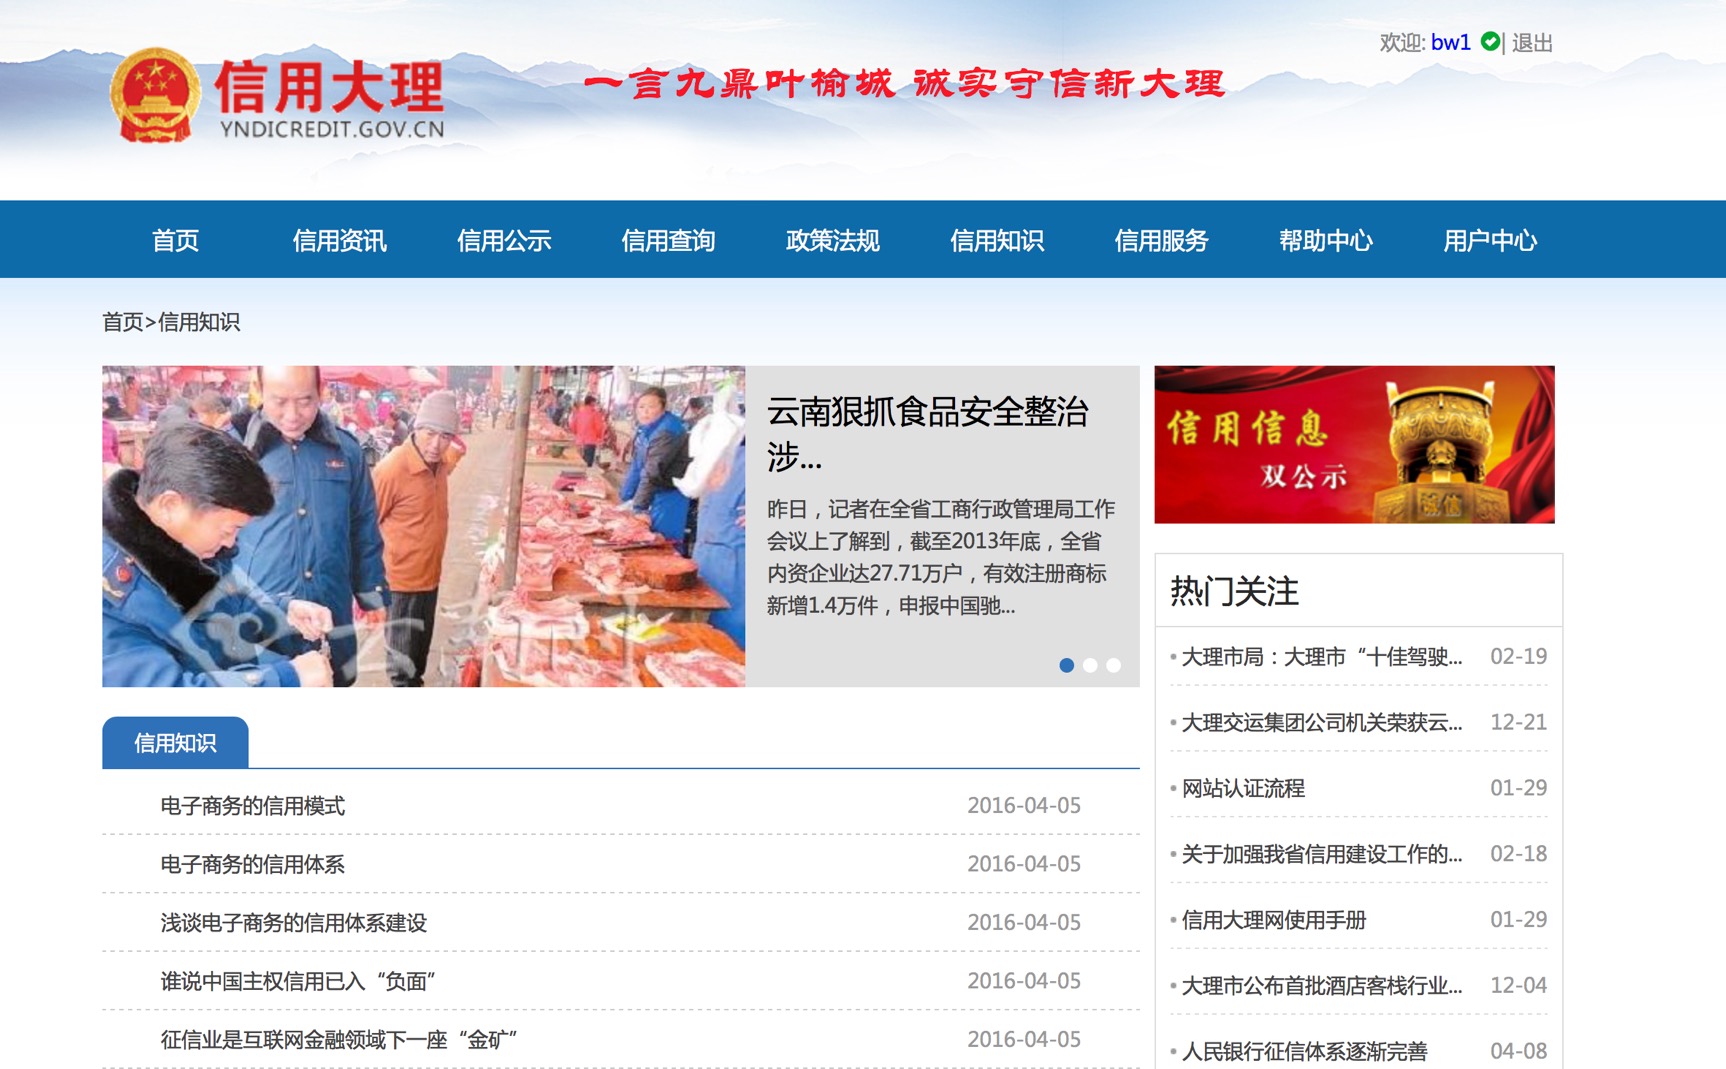 欢迎: bw1 | 退出
信用大理
YNDICREDIT.GOV.CN
一言九鼎叶榆城 诚实守信新大理
首页 信用资讯 信用公示 信用查询 政策法规 信用知识 信用服务 帮助中心 用户中心
首页>信用知识
云南狠抓食品安全整治
涉...
昨日，记者在全省工商行政管理局工作
会议上了解到，截至2013年底，全省
内资企业达27.71万户，有效注册商标
新增1.4万件，申报中国驰...
信用知识
电子商务的信用模式 2016-04-05
电子商务的信用体系 2016-04-05
浅谈电子商务的信用体系建设 2016-04-05
谁说中国主权信用已入“负面” 2016-04-05
征信业是互联网金融领域下一座“金矿” 2016-04-05
信用信息
双公示
诚信
热门关注
大理市局：大理市“十佳驾驶... 02-19
大理交运集团公司机关荣获云... 12-21
网站认证流程 01-29
关于加强我省信用建设工作的... 02-18
信用大理网使用手册 01-29
大理市公布首批酒店客栈行业... 12-04
人民银行征信体系逐渐完善 04-08